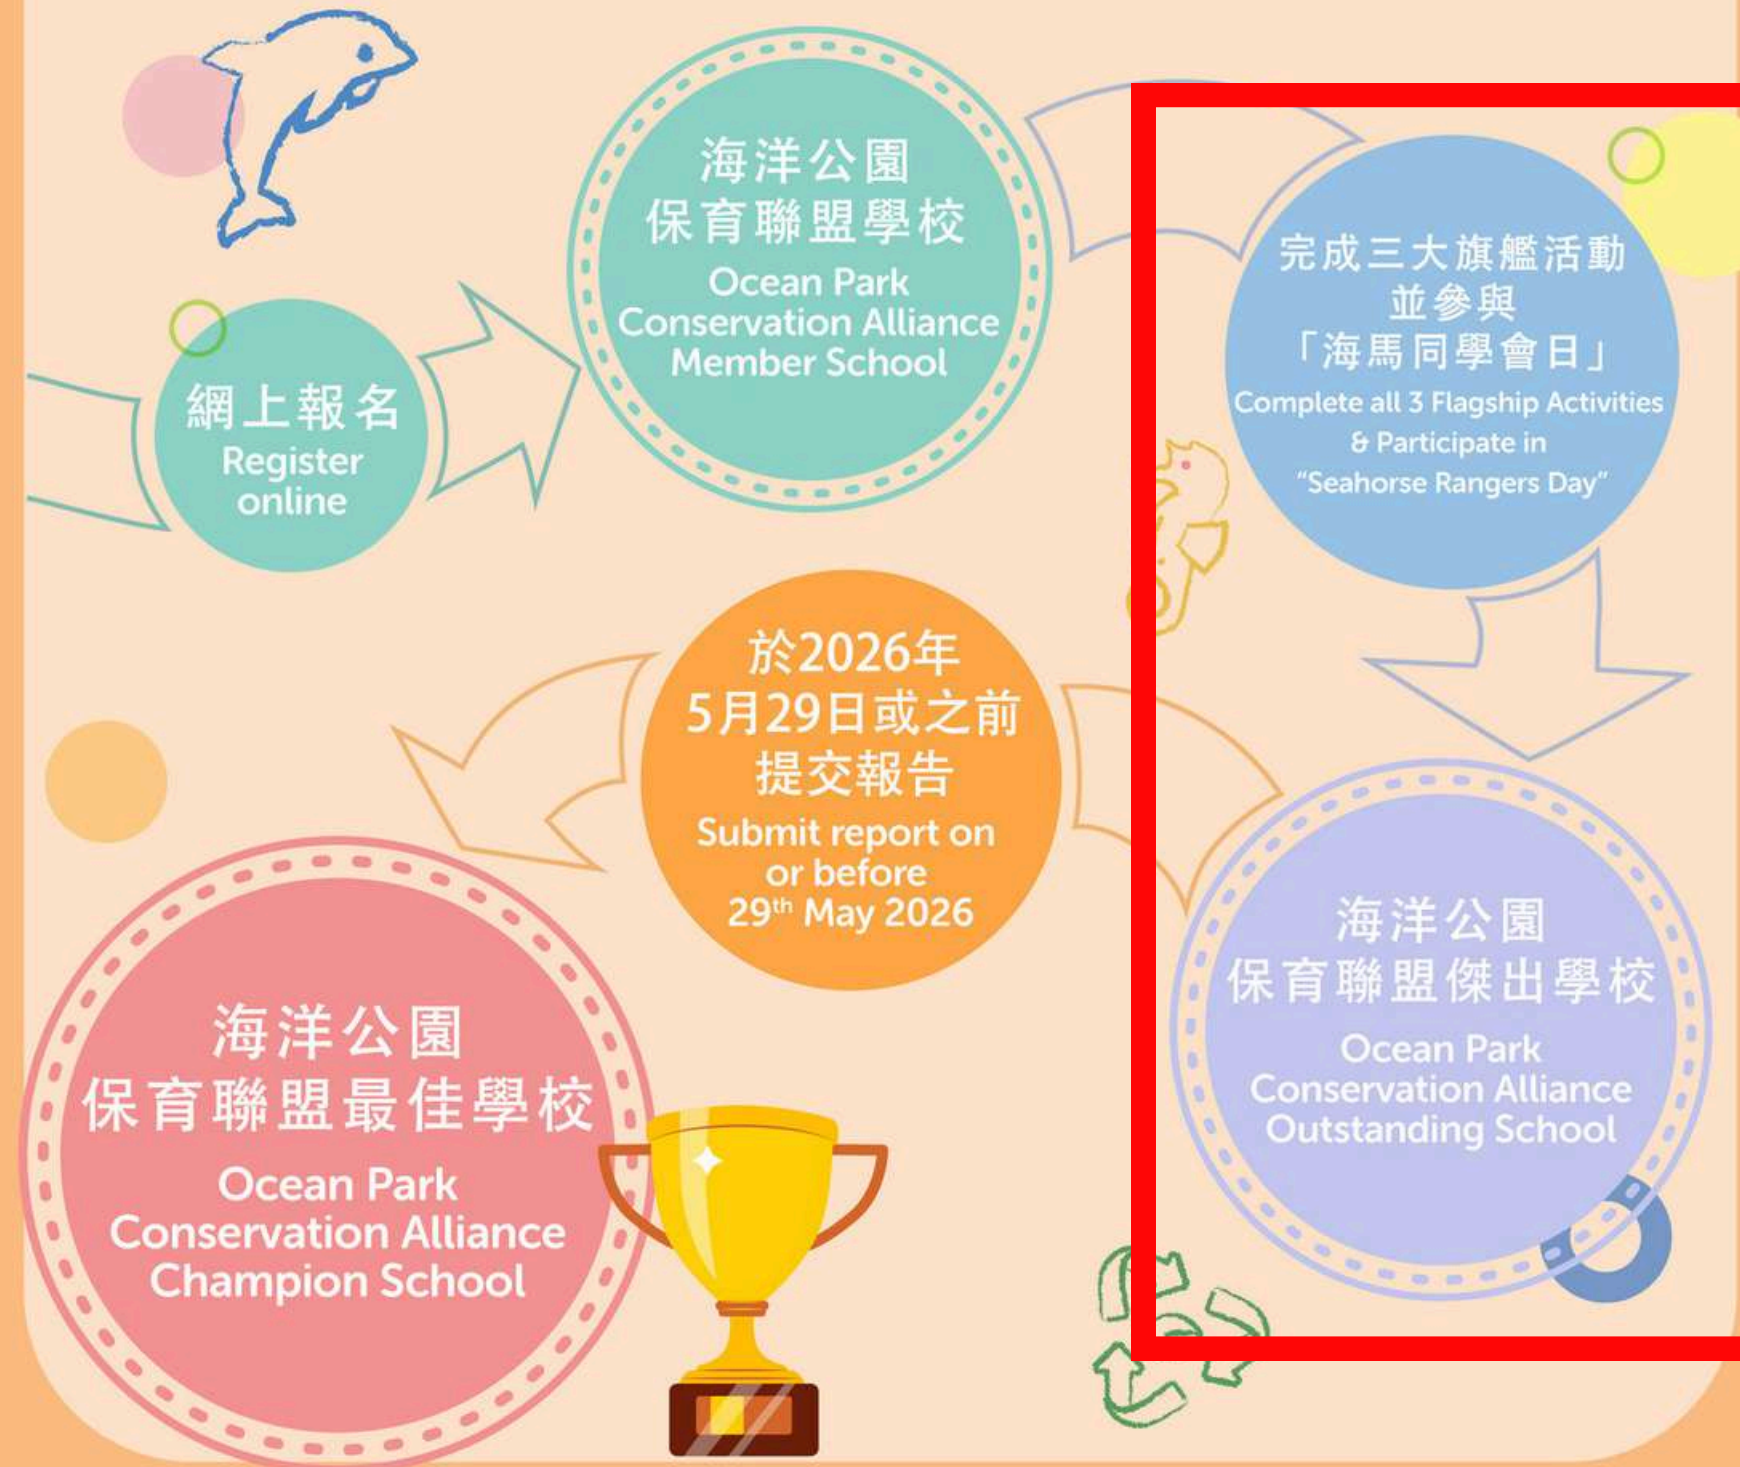 網上報名
Register
online
海洋公園
保育聯盟學校
Ocean Park
Conservation Alliance
Member School
完成三大旗艦活動
並參與
「海馬同學會日」
Complete all 3 Flagship Activities
& Participate in
“Seahorse Rangers Day”
海洋公園
保育聯盟傑出學校
Ocean Park
Conservation Alliance
Outstanding School
於2026年
5月29日或之前
提交報告
Submit report on
or before
29th May 2026
海洋公園
保育聯盟最佳學校
Ocean Park
Conservation Alliance
Champion School